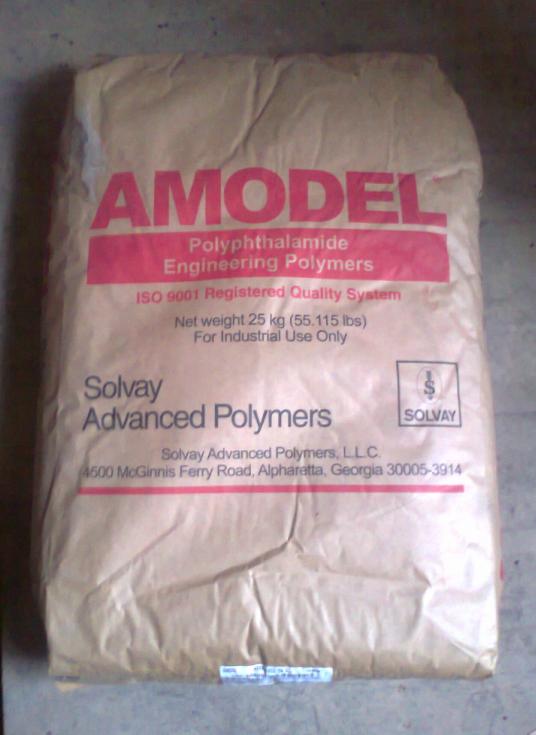 AMODEL
Polyphthalamide
Engineering Polymers
ISO 9001 Registered Quality System
Net weight 25 kg (55.115 lbs)
For Industrial Use Only
Solvay
Advanced Polymers
S
SOLVAY
Solvay Advanced Polymers, L.L.C.
4500 McGinnis Ferry Road, Alpharetta, Georgia 30005-3914